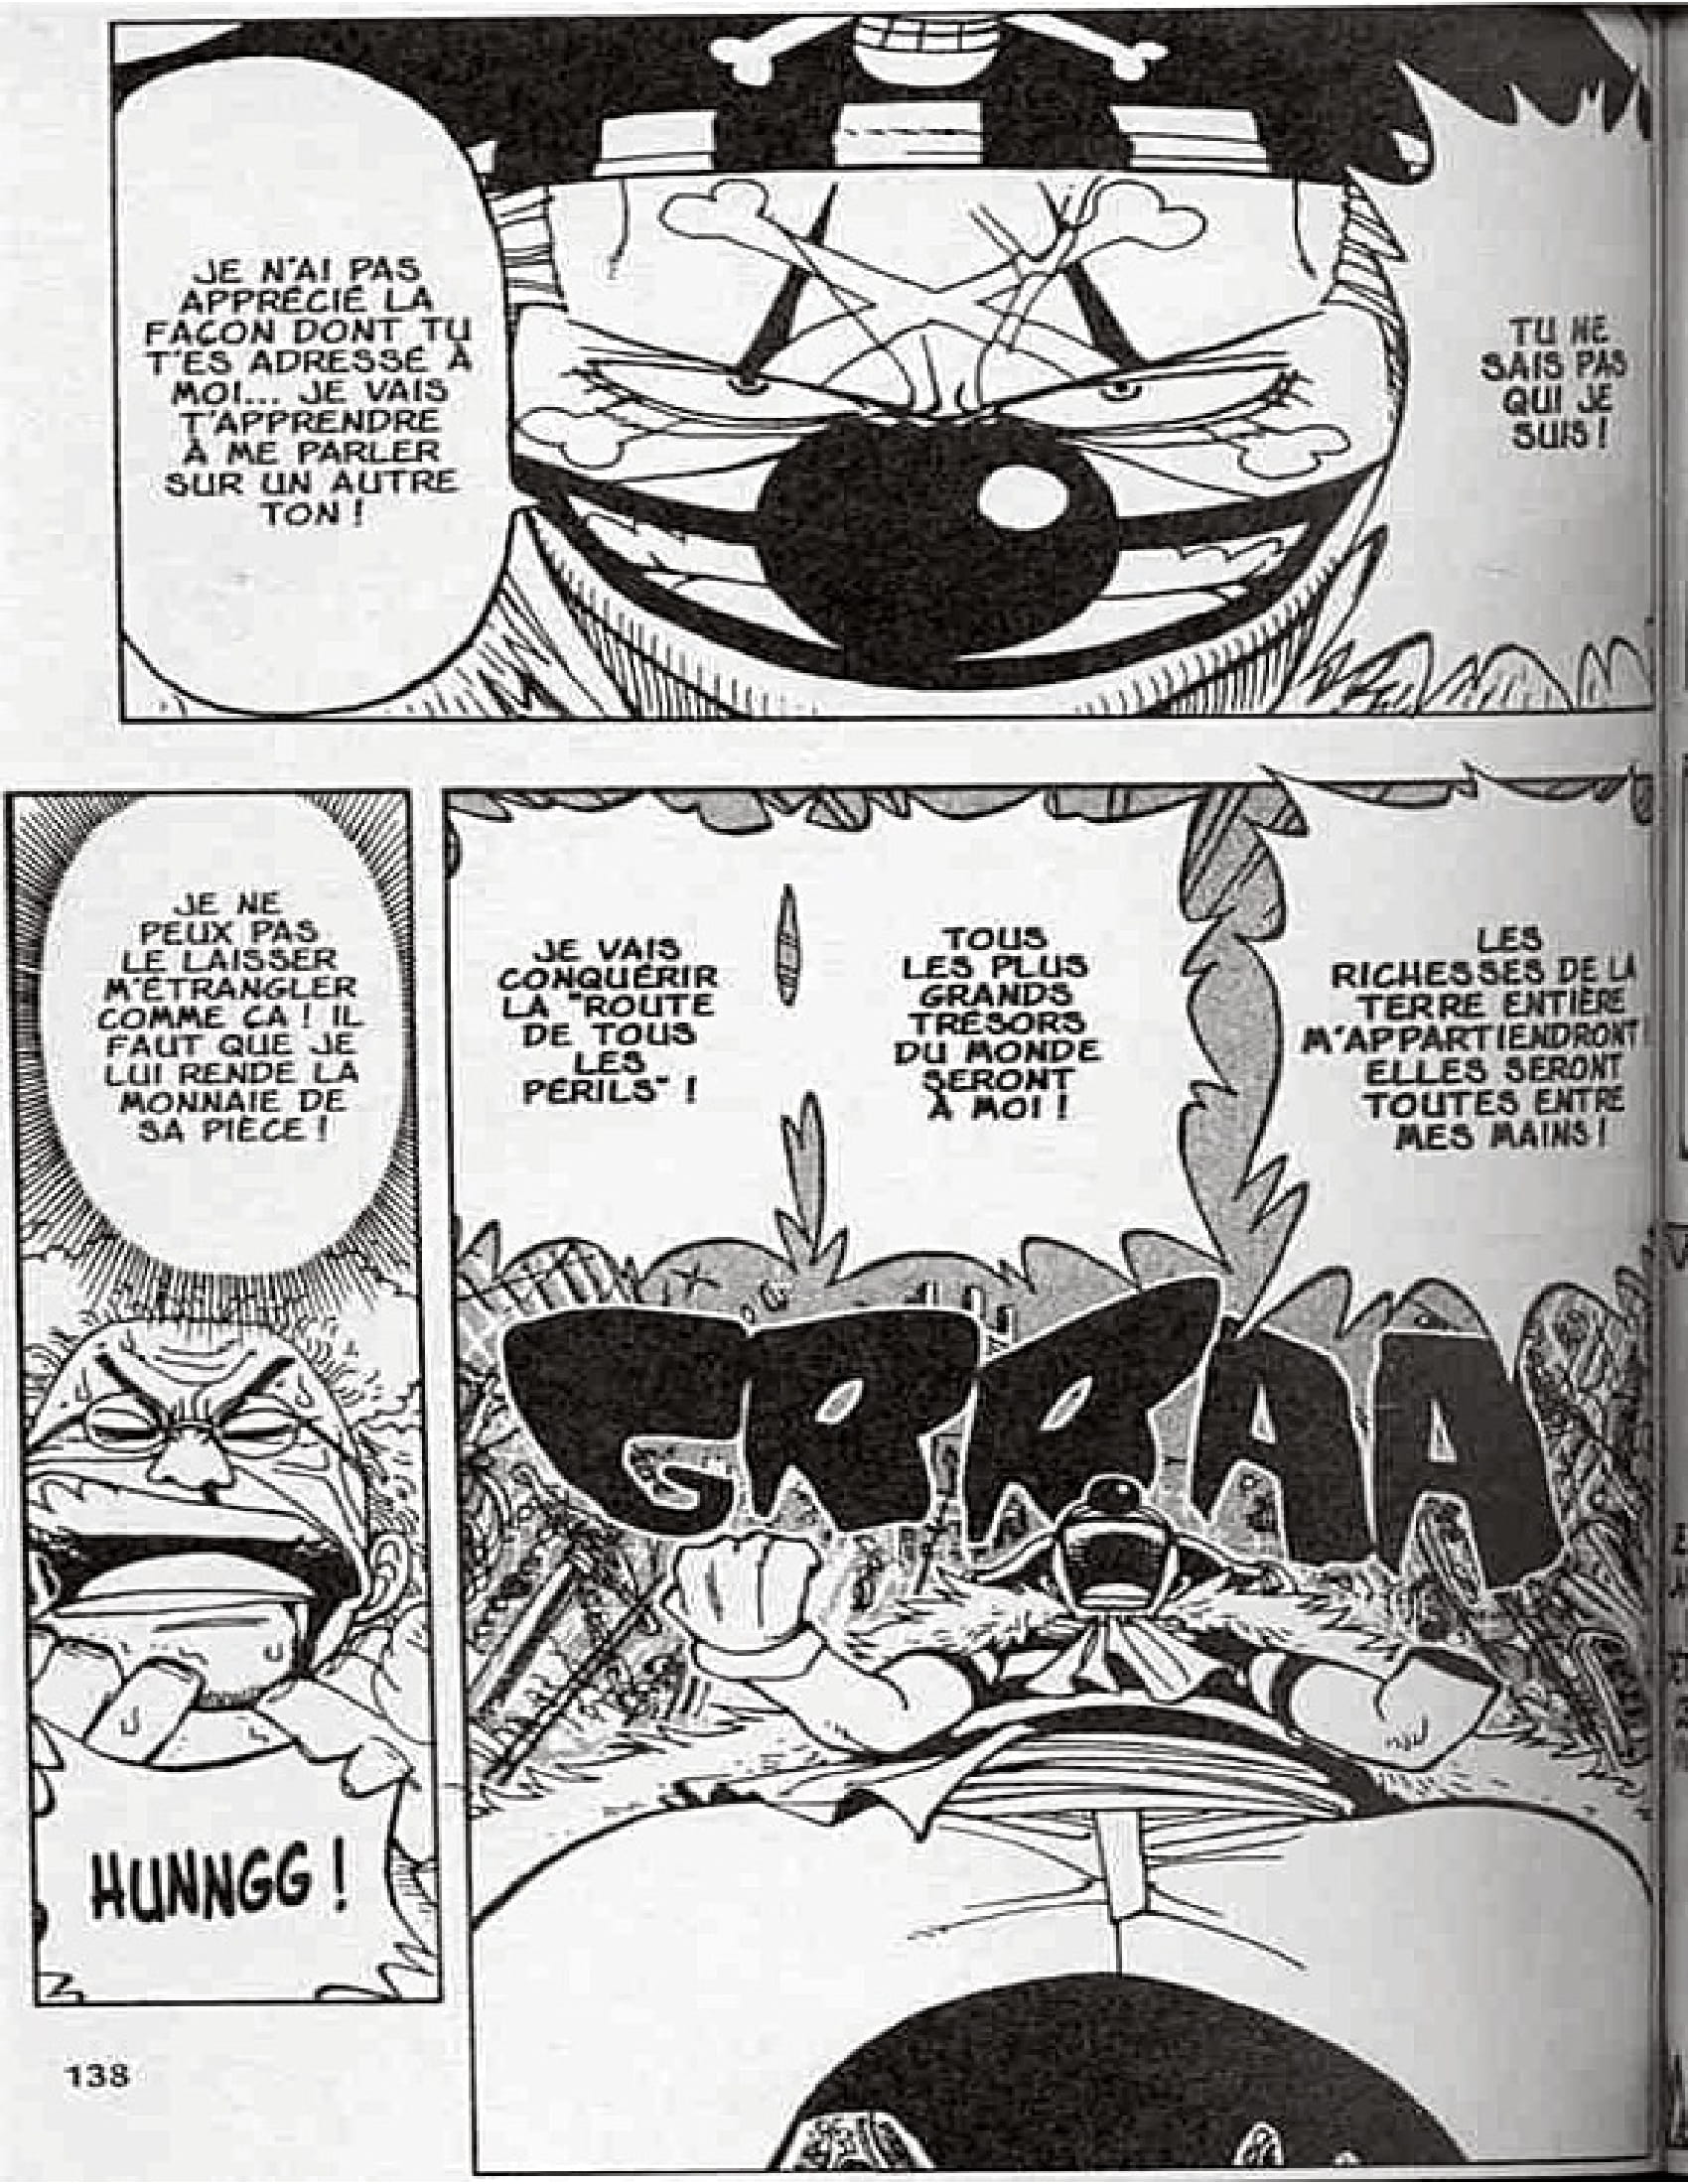 TU NE
SAIS PAS
QUI JE
SUIS !
JE N'AI PAS
APPRÉCIÉ LA
FAÇON DONT TU
T'ES ADRESSÉ À
MOI... JE VAIS
T'APPRENDRE
À ME PARLER
SUR UN AUTRE
TON !
LES
RICHESSES DE LA
TERRE ENTIÈRE
M'APPARTIENDRONT
ELLES SERONT
TOUTES ENTRE
MES MAINS !
TOUS
LES PLUS
GRANDS
TRÉSORS
DU MONDE
SERONT
À MOI !
JE VAIS
CONQUÉRIR
LA "ROUTE
DE TOUS
LES
PÉRILS" !
GRRAA
JE NE
PEUX PAS
LE LAISSER
M'ÉTRANGLER
COMME ÇA ! IL
FAUT QUE JE
LUI RENDE LA
MONNAIE DE
SA PIÈCE !
HUNNGG !
138